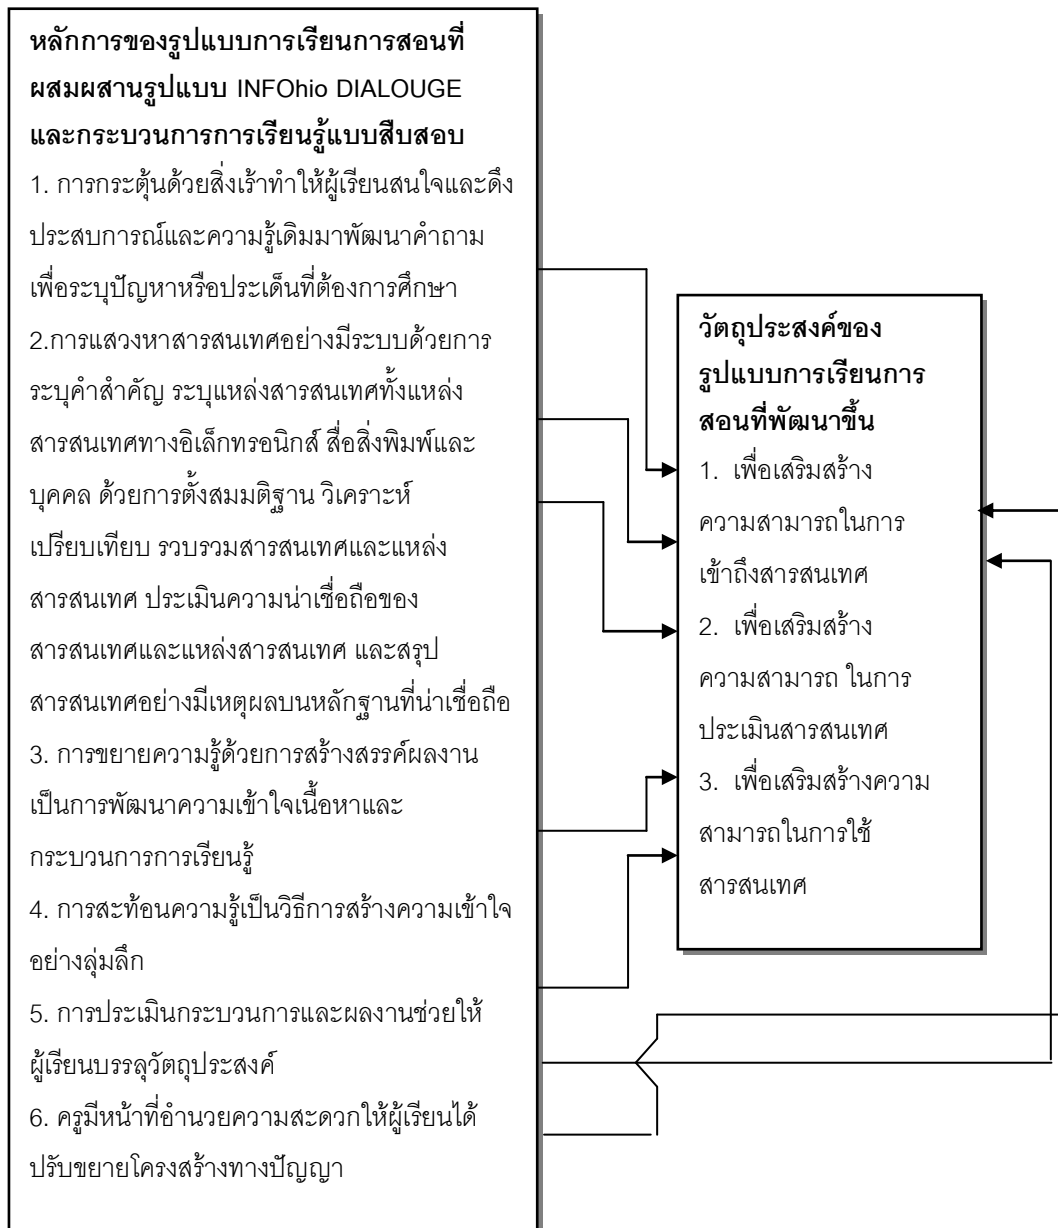 หลักการของรูปแบบการเรียนการสอนที่
ผสมผสานรูปแบบ INFOhio DIALOUGE
และกระบวนการการเรียนรู้แบบสืบสอบ
1. การกระตุ้นด้วยสิ่งเร้าทำให้ผู้เรียนสนใจและดึง
ประสบการณ์และความรู้เดิมมาพัฒนาคำถาม
เพื่อระบุปัญหาหรือประเด็นที่ต้องการศึกษา
2.การแสวงหาสารสนเทศอย่างมีระบบด้วยการ
ระบุคำสำคัญ ระบุแหล่งสารสนเทศทั้งแหล่ง
สารสนเทศทางอิเล็กทรอนิกส์ สื่อสิ่งพิมพ์และ
บุคคล ด้วยการตั้งสมมติฐาน วิเคราะห์
เปรียบเทียบ รวบรวมสารสนเทศและแหล่ง
สารสนเทศ ประเมินความน่าเชื่อถือของ
สารสนเทศและแหล่งสารสนเทศ และสรุป
สารสนเทศอย่างมีเหตุผลบนหลักฐานที่น่าเชื่อถือ
3. การขยายความรู้ด้วยการสร้างสรรค์ผลงาน
เป็นการพัฒนาความเข้าใจเนื้อหาและ
กระบวนการการเรียนรู้
4. การสะท้อนความรู้เป็นวิธีการสร้างความเข้าใจ
อย่างลุ่มลึก
5. การประเมินกระบวนการและผลงานช่วยให้
ผู้เรียนบรรลุวัตถุประสงค์
6. ครูมีหน้าที่อำนวยความสะดวกให้ผู้เรียนได้
ปรับขยายโครงสร้างทางปัญญา
วัตถุประสงค์ของ
รูปแบบการเรียนการ
สอนที่พัฒนาขึ้น
1. เพื่อเสริมสร้าง
ความสามารถในการ
เข้าถึงสารสนเทศ
2. เพื่อเสริมสร้าง
ความสามารถ ในการ
ประเมินสารสนเทศ
3. เพื่อเสริมสร้างความ
สามารถในการใช้
สารสนเทศ